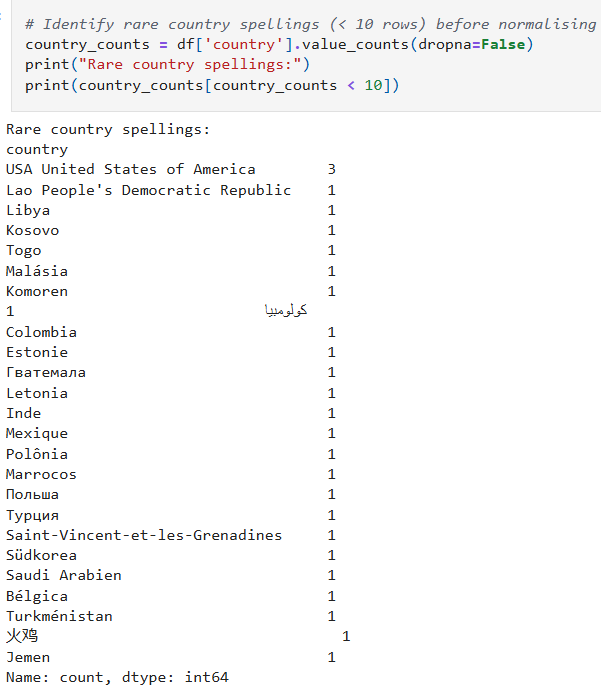 # Identify rare country spellings (< 10 rows) before normalising
country_counts = df['country'].value_counts(dropna=False)
print("Rare country spellings:")
print(country_counts[country_counts < 10])
Rare country spellings:
country
USA United States of America 3
Lao People's Democratic Republic 1
Libya 1
Kosovo 1
Togo 1
Malásia 1
Komoren 1
كولومبيا 1
Colombia 1
Estonie 1
Гватемала 1
Letonia 1
Inde 1
Mexique 1
Polônia 1
Marrocos 1
Польша 1
Турция 1
Saint-Vincent-et-les-Grenadines 1
Südkorea 1
Saudi Arabien 1
Bélgica 1
Turkménistan 1
火鸡 1
Jemen 1
Name: count, dtype: int64